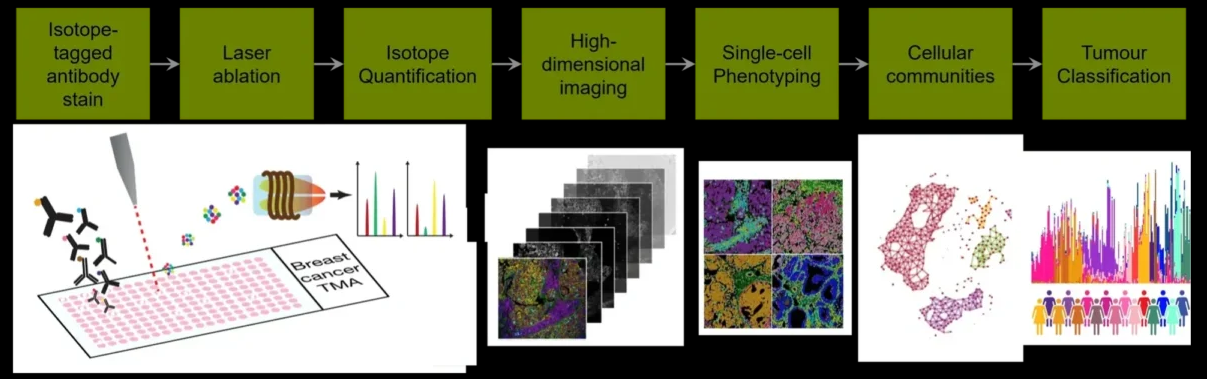 Isotope-
tagged
antibody
stain
Laser
ablation
Isotope
Quantification
High-
dimensional
imaging
Single-cell
Phenotyping
Cellular
communities
Tumour
Classification
Breast
cancer
TMA